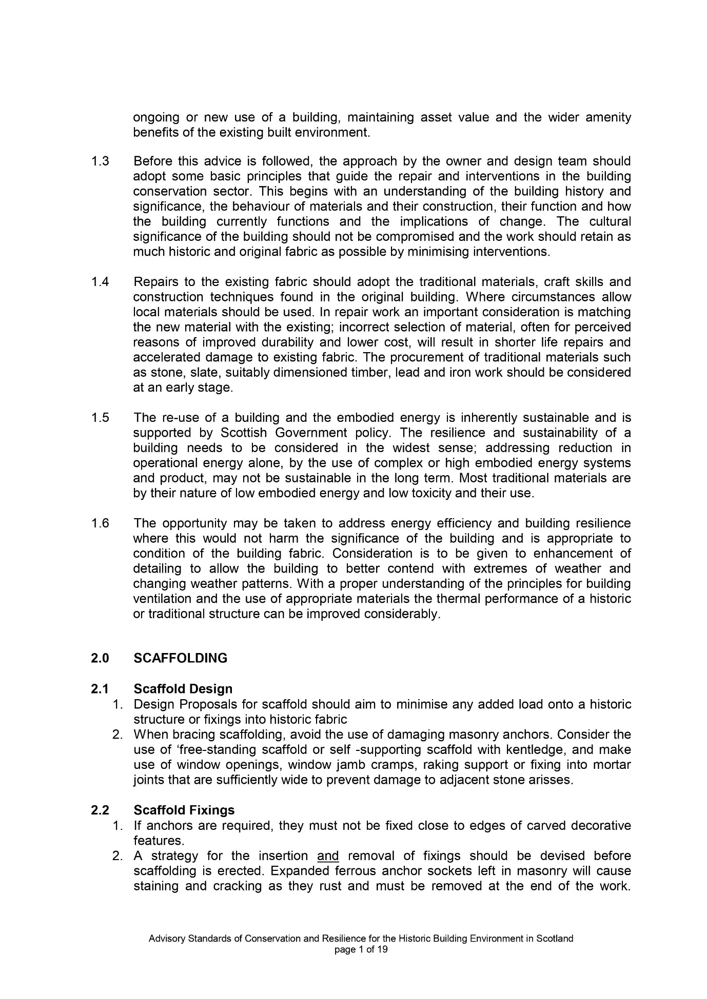 ongoing or new use of a building, maintaining asset value and the wider amenity
benefits of the existing built environment.
1.3 Before this advice is followed, the approach by the owner and design team should
adopt some basic principles that guide the repair and interventions in the building
conservation sector. This begins with an understanding of the building history and
significance, the behaviour of materials and their construction, their function and how
the building currently functions and the implications of change. The cultural
significance of the building should not be compromised and the work should retain as
much historic and original fabric as possible by minimising interventions.
1.4 Repairs to the existing fabric should adopt the traditional materials, craft skills and
construction techniques found in the original building. Where circumstances allow
local materials should be used. In repair work an important consideration is matching
the new material with the existing; incorrect selection of material, often for perceived
reasons of improved durability and lower cost, will result in shorter life repairs and
accelerated damage to existing fabric. The procurement of traditional materials such
as stone, slate, suitably dimensioned timber, lead and iron work should be considered
at an early stage.
1.5 The re-use of a building and the embodied energy is inherently sustainable and is
supported by Scottish Government policy. The resilience and sustainability of a
building needs to be considered in the widest sense; addressing reduction in
operational energy alone, by the use of complex or high embodied energy systems
and product, may not be sustainable in the long term. Most traditional materials are
by their nature of low embodied energy and low toxicity and their use.
1.6 The opportunity may be taken to address energy efficiency and building resilience
where this would not harm the significance of the building and is appropriate to
condition of the building fabric. Consideration is to be given to enhancement of
detailing to allow the building to better contend with extremes of weather and
changing weather patterns. With a proper understanding of the principles for building
ventilation and the use of appropriate materials the thermal performance of a historic
or traditional structure can be improved considerably.
2.0 SCAFFOLDING
2.1 Scaffold Design
1. Design Proposals for scaffold should aim to minimise any added load onto a historic
structure or fixings into historic fabric
2. When bracing scaffolding, avoid the use of damaging masonry anchors. Consider the
use of ‘free-standing scaffold or self -supporting scaffold with kentledge, and make
use of window openings, window jamb cramps, raking support or fixing into mortar
joints that are sufficiently wide to prevent damage to adjacent stone arisses.
2.2 Scaffold Fixings
1. If anchors are required, they must not be fixed close to edges of carved decorative
features.
2. A strategy for the insertion and removal of fixings should be devised before
scaffolding is erected. Expanded ferrous anchor sockets left in masonry will cause
staining and cracking as they rust and must be removed at the end of the work.
Advisory Standards of Conservation and Resilience for the Historic Building Environment in Scotland
page 1 of 19